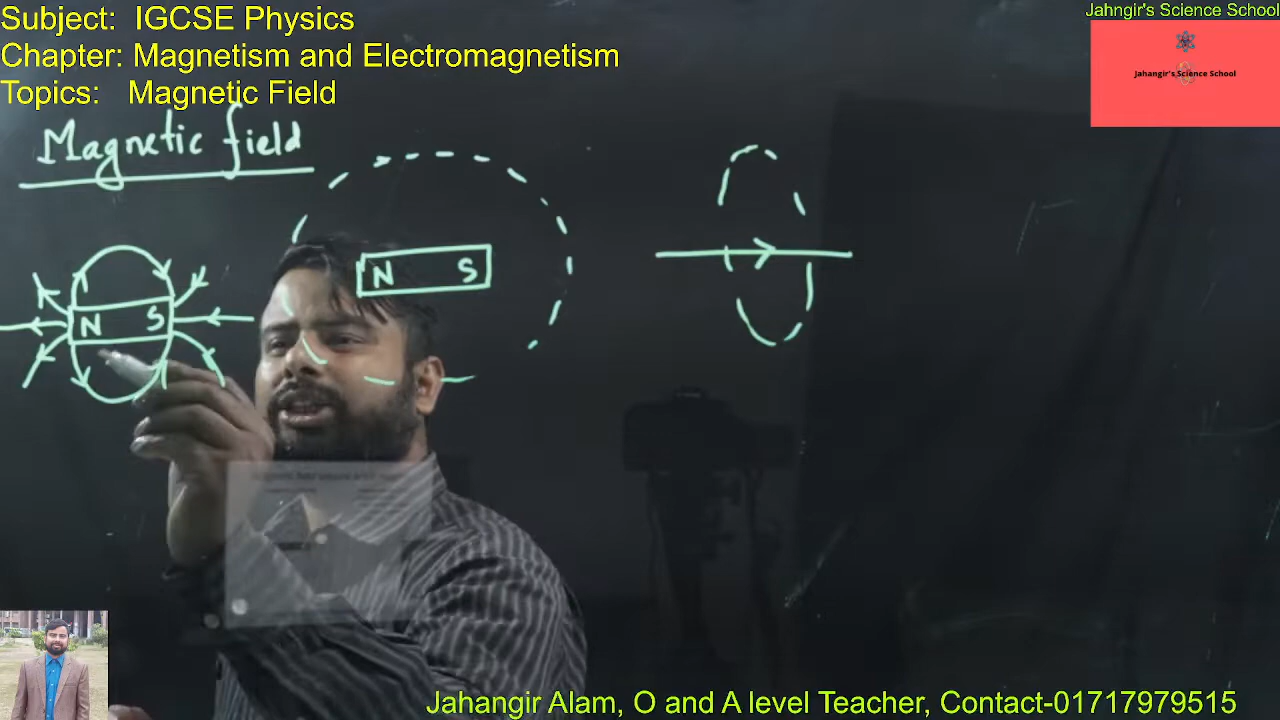 Subject: IGCSE Physics
Chapter: Magnetism and Electromagnetism
Topics: Magnetic Field
Jahngir's Science School
Jahangir's Science School
Magnetic field
N S
N S
Jahangir Alam, O and A level Teacher, Contact-01717979515